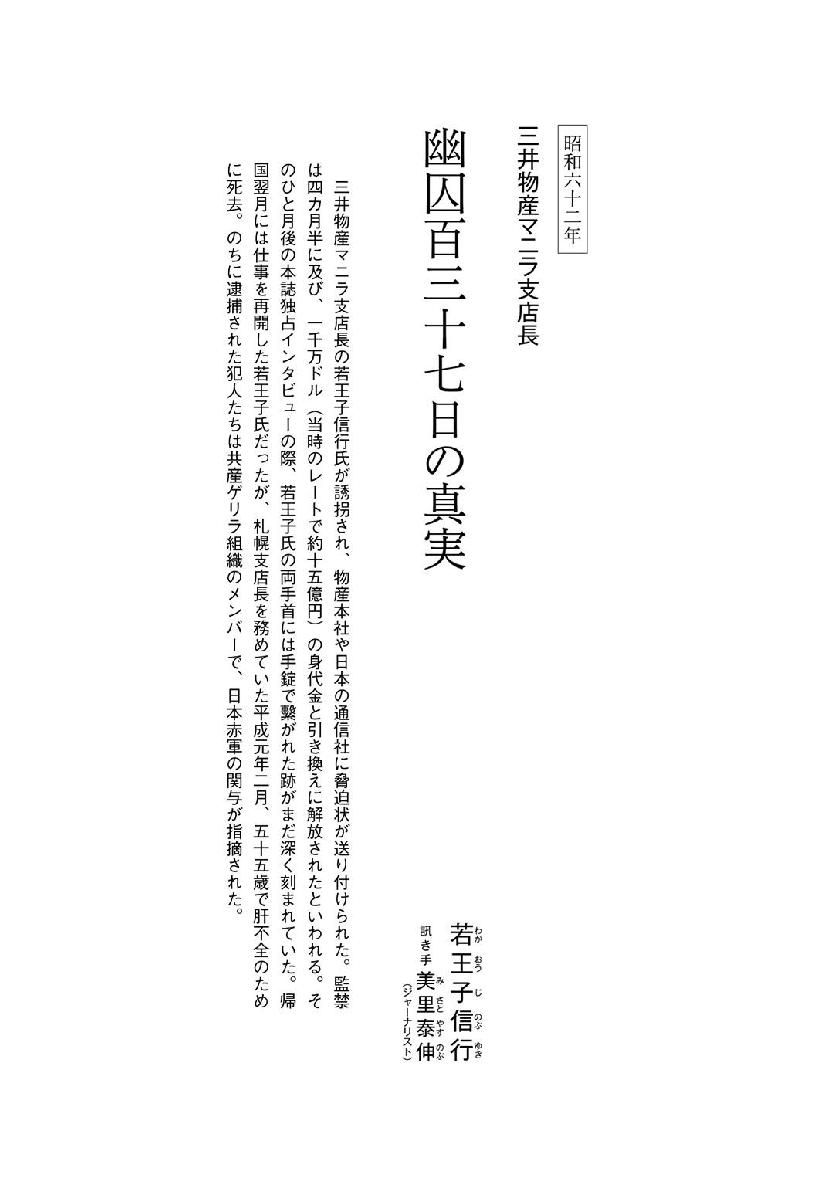 昭和六十二年
三井物産マニラ支店長
幽囚百三十七日の真実
若王子信行
わかおうじのぶゆき
訊き手 美里泰伸
みさとやすのぶ
（ジャーナリスト）
三井物産マニラ支店長の若王子信行氏が誘拐され、物産本社や日本の通信社に脅迫状が送り付けられた。監禁
は四カ月半に及び、一千万ドル（当時のレートで約十五億円）の身代金と引き換えに解放されたといわれる。そ
のひと月後の本誌独占インタビューの際、若王子氏の両手首には手錠で繫がれた跡がまだ深く刻まれていた。帰
国翌月には仕事を再開した若王子氏だったが、札幌支店長を務めていた平成元年二月、五十五歳で肝不全のため
に死去。のちに逮捕された犯人たちは共産ゲリラ組織のメンバーで、日本赤軍の関与が指摘された。